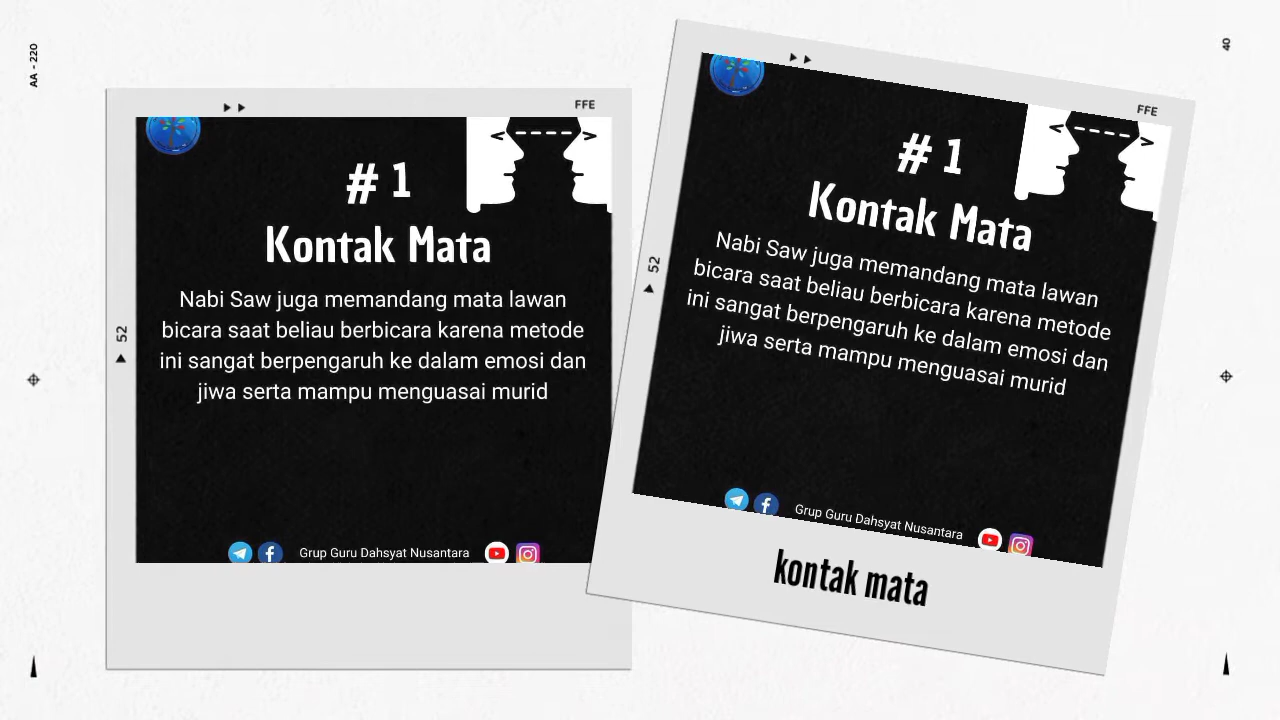 AA - 220
40
FFE
52
# 1
Kontak Mata
Nabi Saw juga memandang mata lawan
bicara saat beliau berbicara karena metode
ini sangat berpengaruh ke dalam emosi dan
jiwa serta mampu menguasai murid
Grup Guru Dahsyat Nusantara
FFE
52
# 1
Kontak Mata
Nabi Saw juga memandang mata lawan
bicara saat beliau berbicara karena metode
ini sangat berpengaruh ke dalam emosi dan
jiwa serta mampu menguasai murid
Grup Guru Dahsyat Nusantara
kontak mata